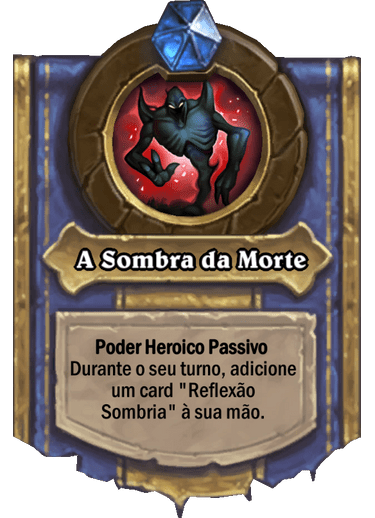 A Sombra da Morte
Poder Heroico Passivo
Durante o seu turno, adicione
um card "Reflexão
Sombria" à sua mão.